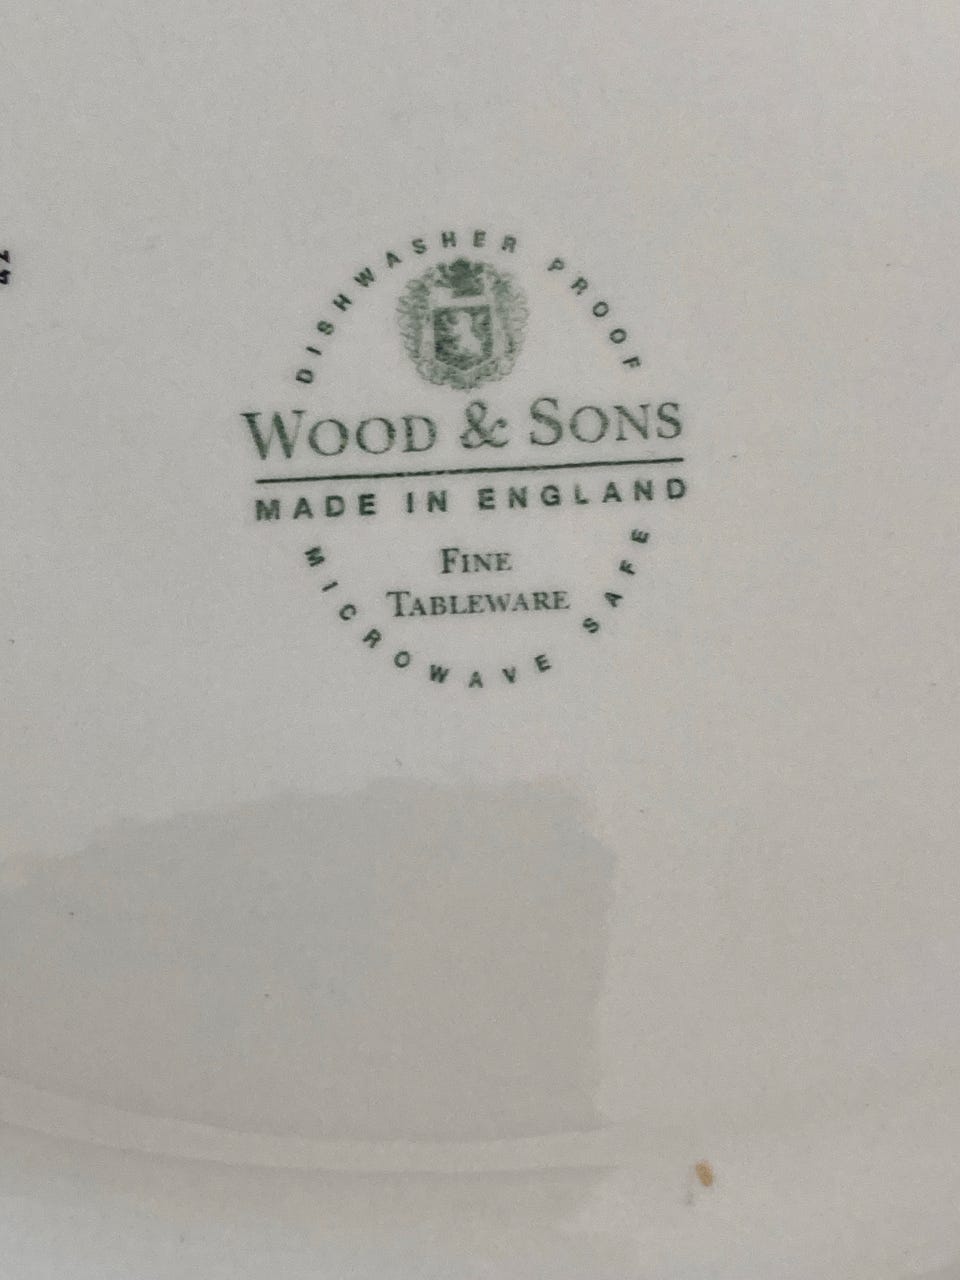 DISHWASHER PROOF
WOOD & SONS
MADE IN ENGLAND
FINE
TABLEWARE
MICROWAVE SAFE